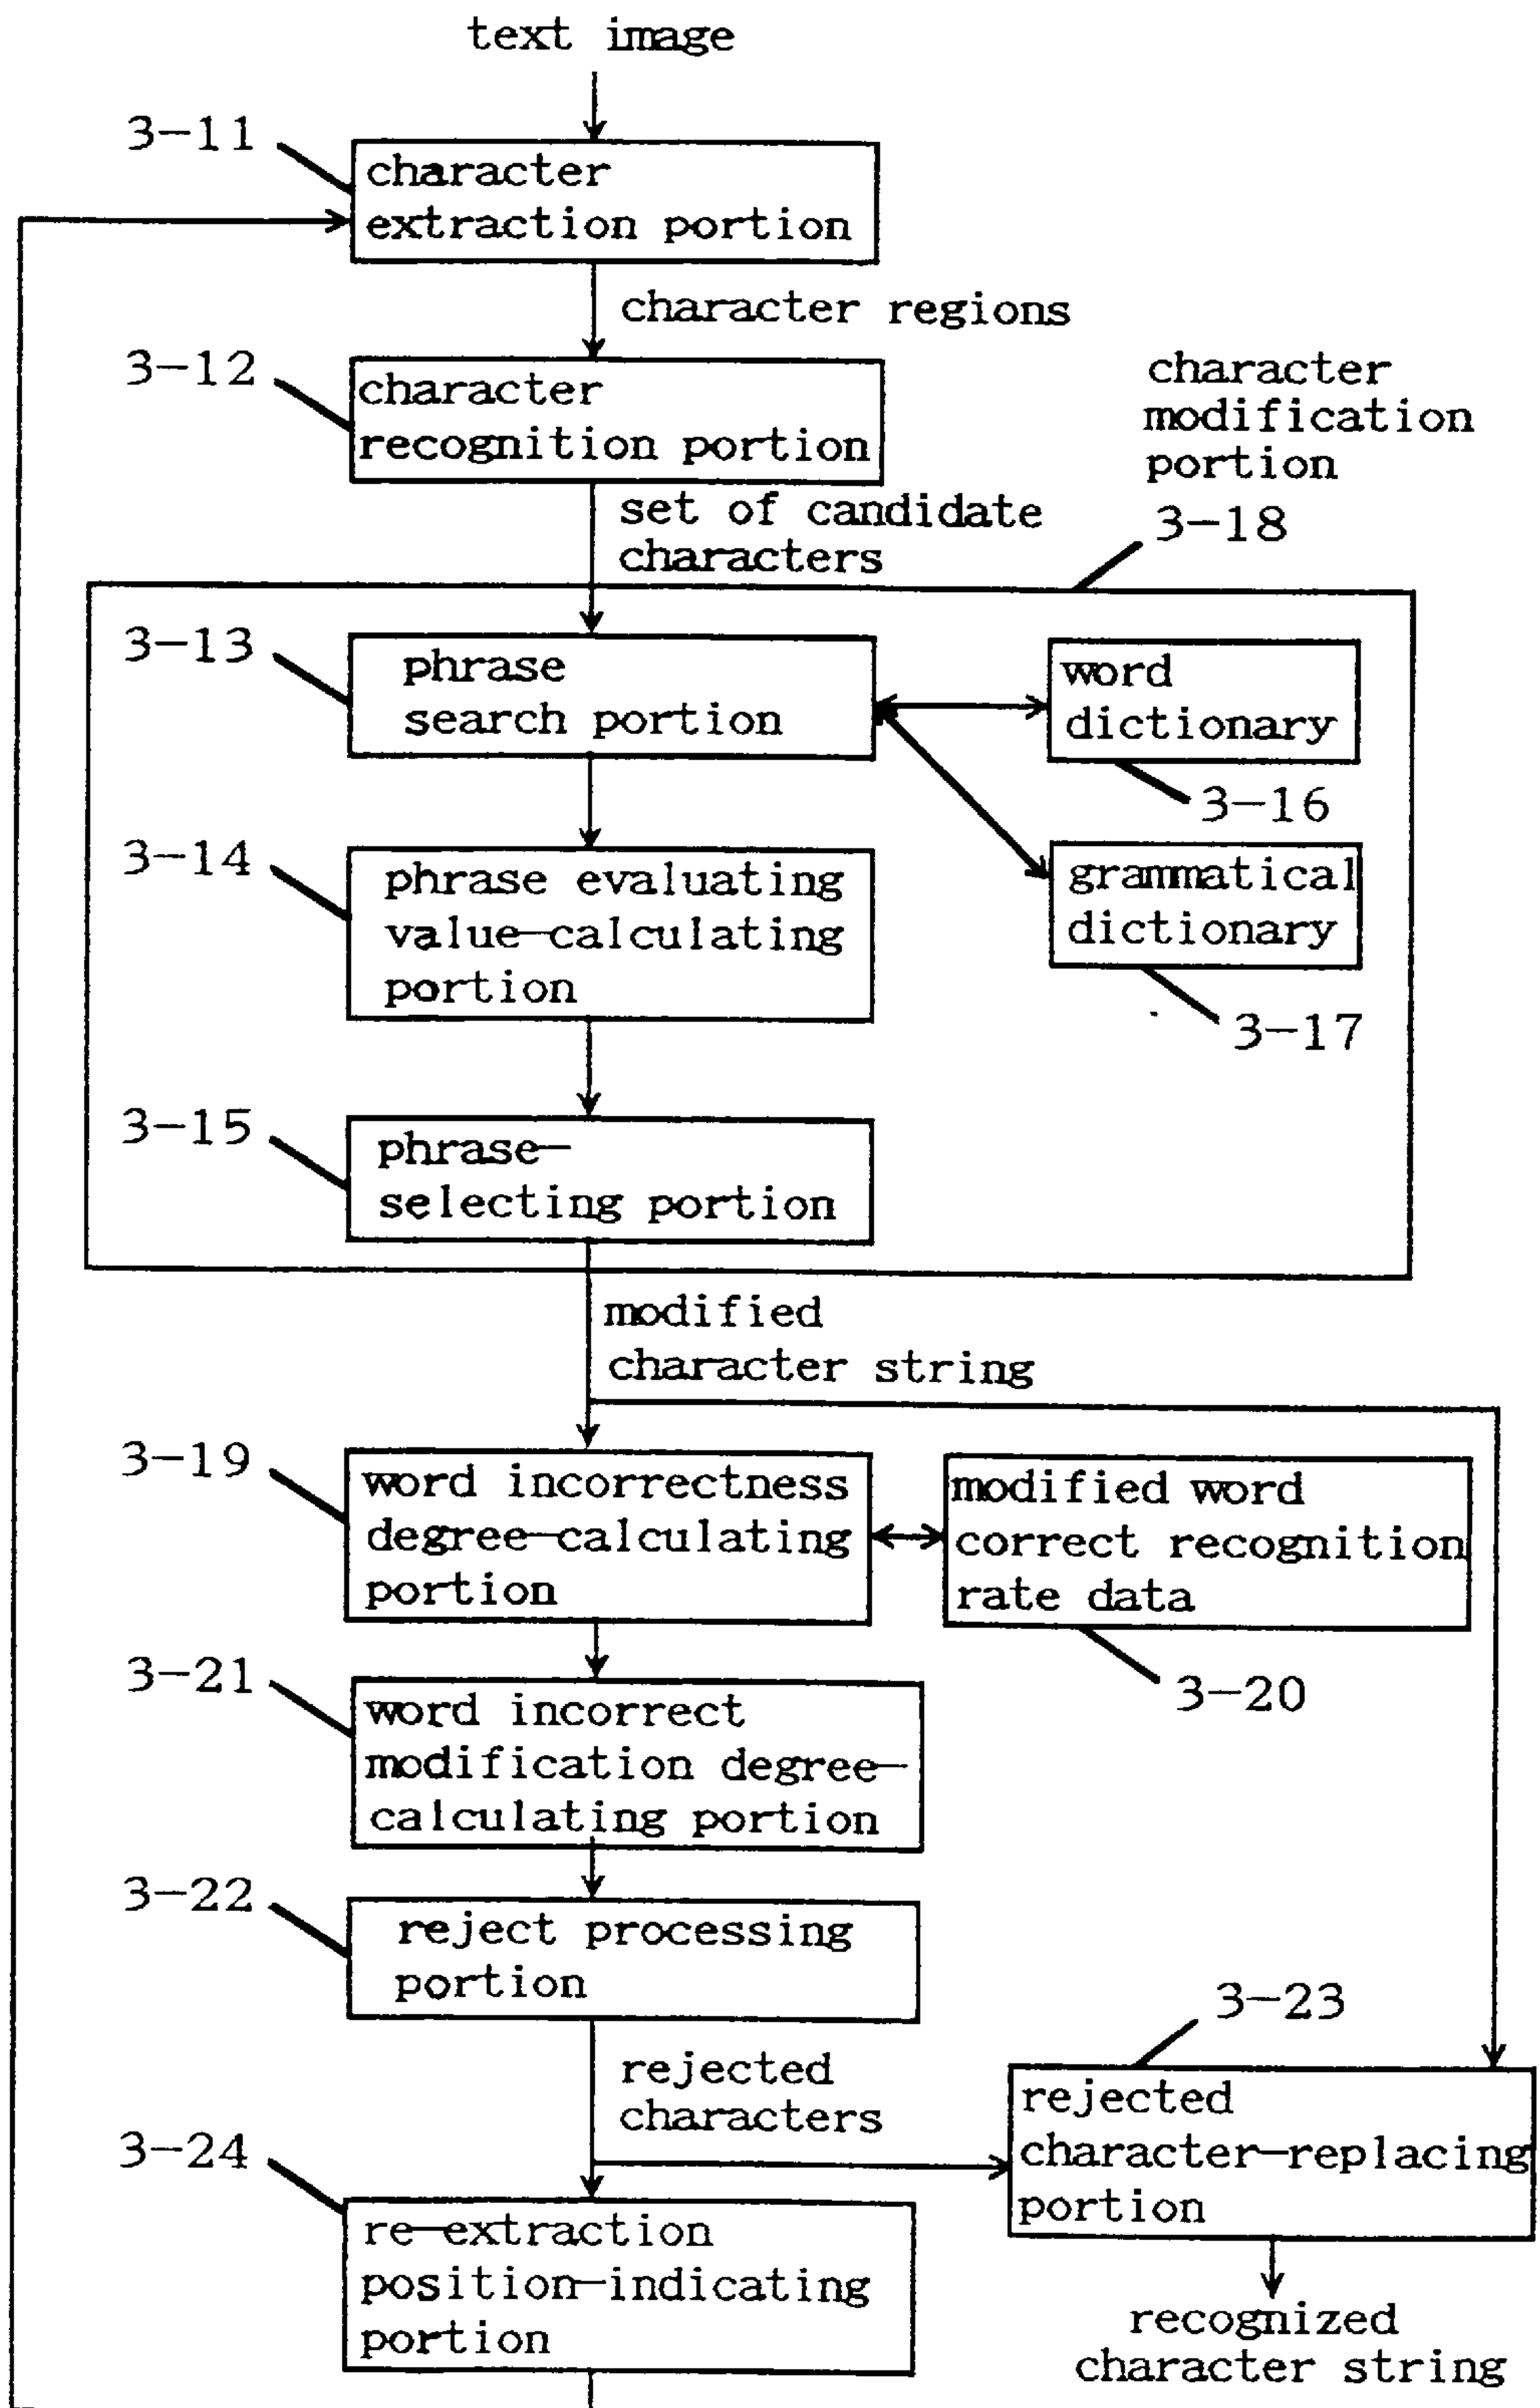 text image
3-11
character
extraction portion
character regions
3-12
character
recognition portion
character
modification
portion
3-18
set of candidate
characters
3-13
phrase
search portion
word
dictionary
3-16
3-14
phrase evaluating
value-calculating
portion
grammatical
dictionary
3-17
3-15
phrase-
selecting portion
modified
character string
3-19
word incorrectness
degree-calculating
portion
modified word
correct recognition
rate data
3-20
3-21
word incorrect
modification degree-
calculating portion
3-22
reject processing
portion
3-23
rejected
characters
rejected
character-replacing
portion
3-24
re-extraction
position-indicating
portion
recognized
character string